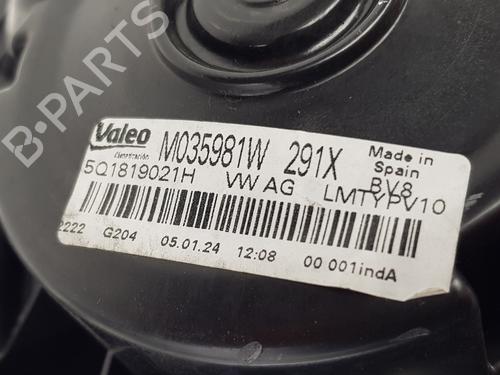 B-PARTS
Valeo M035981W 291X Made in Spain
Climatización BV8
5Q1819021H VW AG LMTYPV10
2222 G204 05.01.24 12:08 00 001indA